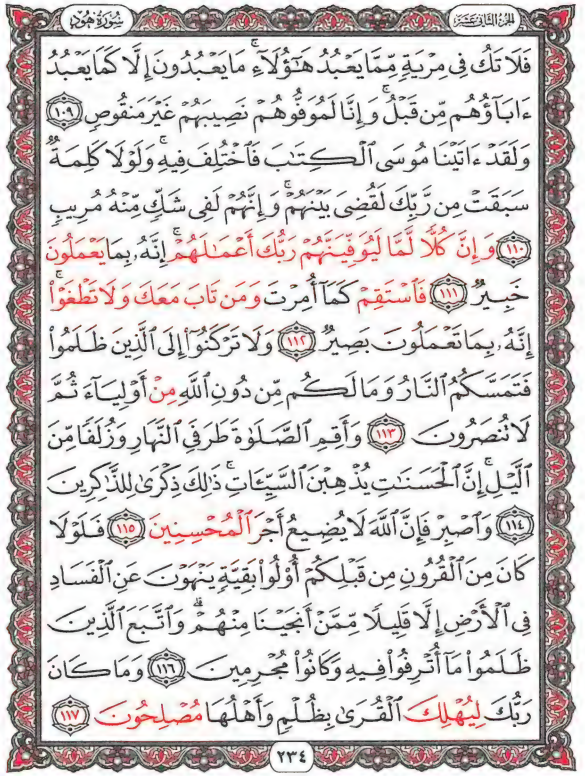 الجزء الثاني عشر
سورة هود
فَلَا تَكُ فِى مِرْيَةٍ مِّمَّا يَعْبُدُ هَٰٓؤُلَآءِ ۚ مَا يَعْبُدُونَ إِلَّا كَمَا يَعْبُدُ
ءَابَآؤُهُم مِّن قَبْلُ ۚ وَإِنَّا لَمُوَفُّوهُمْ نَصِيبَهُمْ غَيْرَ مَنقُوصٍ ١٠٩
وَلَقَدْ ءَاتَيْنَا مُوسَى ٱلْكِتَٰبَ فَٱخْتُلِفَ فِيهِ ۚ وَلَوْلَا كَلِمَةٌ
سَبَقَتْ مِن رَّبِّكَ لَقُضِىَ بَيْنَهُمْ ۚ وَإِنَّهُمْ لَفِى شَكٍّ مِّنْهُ مُرِيبٍ
١١٠ وَإِنَّ كُلًّا لَّمَّا لَيُوَفِّيَنَّهُمْ رَبُّكَ أَعْمَٰلَهُمْ ۚ إِنَّهُۥ بِمَا يَعْمَلُونَ
خَبِيرٌ ١١١ فَٱسْتَقِمْ كَمَآ أُمِرْتَ وَمَن تَابَ مَعَكَ وَلَا تَطْغَوْا۟ ۚ
إِنَّهُۥ بِمَا تَعْمَلُونَ بَصِيرٌ ١١٢ وَلَا تَرْكَنُوٓا۟ إِلَى ٱلَّذِينَ ظَلَمُوا۟
فَتَمَسَّكُمُ ٱلنَّارُ وَمَا لَكُم مِّن دُونِ ٱللَّهِ مِنْ أَوْلِيَآءَ ثُمَّ
لَا تُنصَرُونَ ١١٣ وَأَقِمِ ٱلصَّلَوٰةَ طَرَفَىِ ٱلنَّهَارِ وَزُلَفًا مِّنَ
ٱلَّيْلِ ۚ إِنَّ ٱلْحَسَنَٰتِ يُذْهِبْنَ ٱلسَّيِّـَٔاتِ ۚ ذَٰلِكَ ذِكْرَىٰ لِلذَّٰكِرِينَ
١١٤ وَٱصْبِرْ فَإِنَّ ٱللَّهَ لَا يُضِيعُ أَجْرَ ٱلْمُحْسِنِينَ ١١٥ فَلَوْلَا
كَانَ مِنَ ٱلْقُرُونِ مِن قَبْلِكُمْ أُو۟لُوا۟ بَقِيَّةٍ يَنْهَوْنَ عَنِ ٱلْفَسَادِ
فِى ٱلْأَرْضِ إِلَّا قَلِيلًا مِّمَّنْ أَنجَيْنَا مِنْهُمْ ۗ وَٱتَّبَعَ ٱلَّذِينَ
ظَلَمُوا۟ مَآ أُتْرِفُوا۟ فِيهِ وَكَانُوا۟ مُجْرِمِينَ ١١٦ وَمَا كَانَ
رَبُّكَ لِيُهْلِكَ ٱلْقُرَىٰ بِظُلْمٍ وَأَهْلُهَا مُصْلِحُونَ ١١٧
٢٣٤